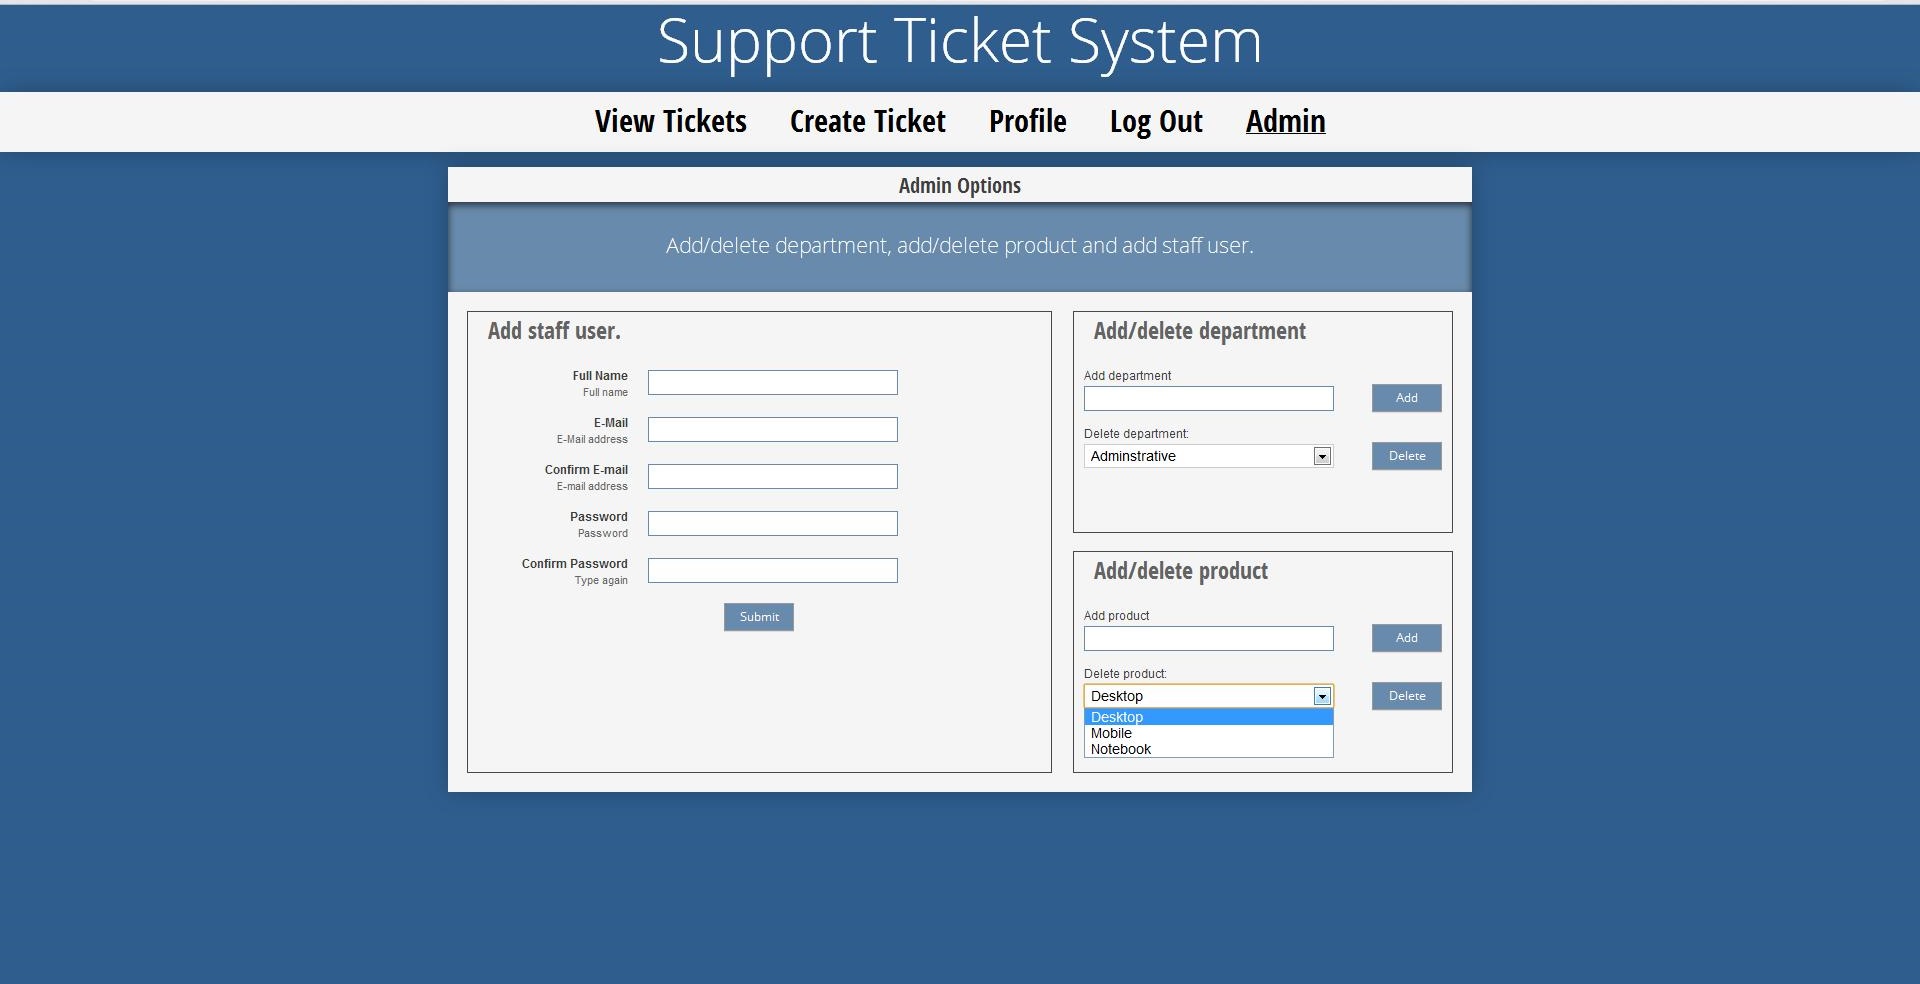 Support Ticket System
View Tickets Create Ticket Profile Log Out Admin
Admin Options
Add/delete department, add/delete product and add staff user.
Add staff user.
Full Name
Full name
E-Mail
E-Mail address
Confirm E-mail
E-mail address
Password
Password
Confirm Password
Type again
Submit
Add/delete department
Add department
Add
Delete department:
Adminstrative
Delete
Add/delete product
Add product
Add
Delete product:
Desktop
Delete
Desktop
Mobile
Notebook